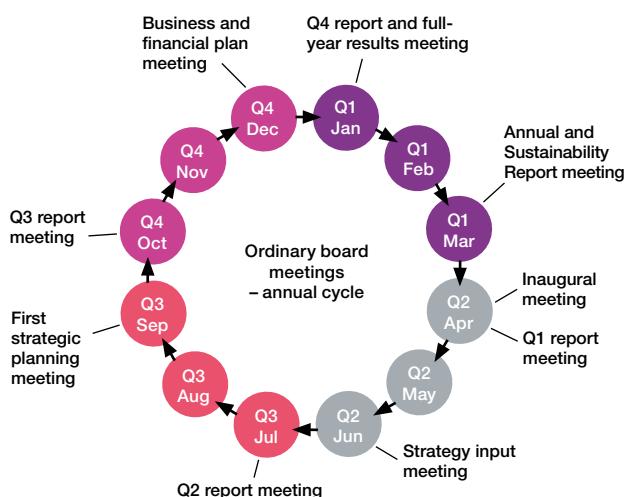 Business and
financial plan
meeting
Q4 report and full-
year results meeting
Q4
Dec
Q1
Jan
Q4
Nov
Q1
Feb
Annual and
Sustainability
Report meeting
Q3 report
meeting
Q4
Oct
Q1
Mar
Ordinary board
meetings
– annual cycle
First
strategic
planning
meeting
Q3
Sep
Q2
Apr
Inaugural
meeting
Q1 report
meeting
Q3
Aug
Q2
May
Q3
Jul
Q2
Jun
Strategy input
meeting
Q2 report meeting